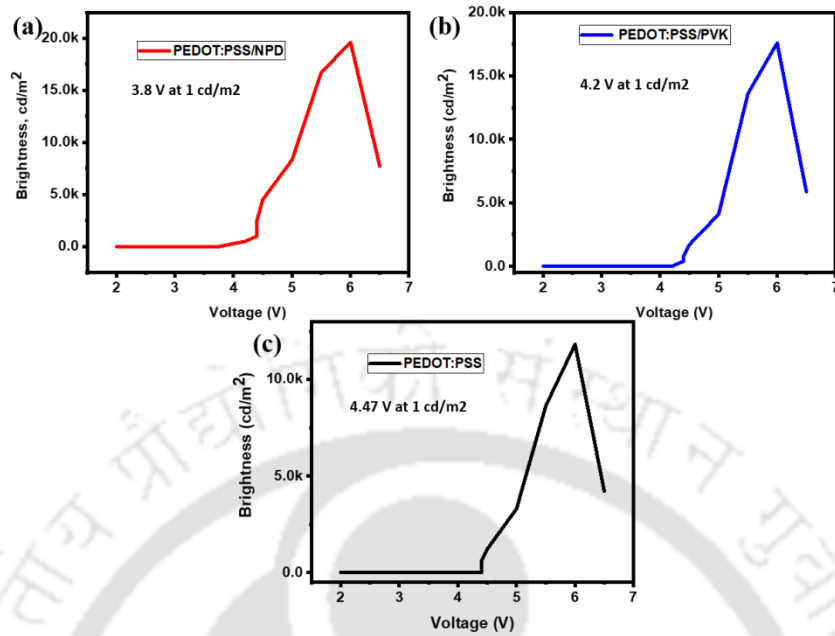 (a)
PEDOT:PSS/NPD
3.8 V at 1 cd/m2
Brightness, cd/m²
20.0k
15.0k
10.0k
5.0k
0.0
2 3 4 5 6 7
Voltage (V)
(b)
PEDOT:PSS/PVK
4.2 V at 1 cd/m2
Brightness (cd/m²)
20.0k
15.0k
10.0k
5.0k
0.0
2 3 4 5 6 7
Voltage (V)
(c)
PEDOT:PSS
4.47 V at 1 cd/m2
Brightness (cd/m²)
10.0k
5.0k
0.0
2 3 4 5 6 7
Voltage (V)
प्रौद्योगिकी संस्थान